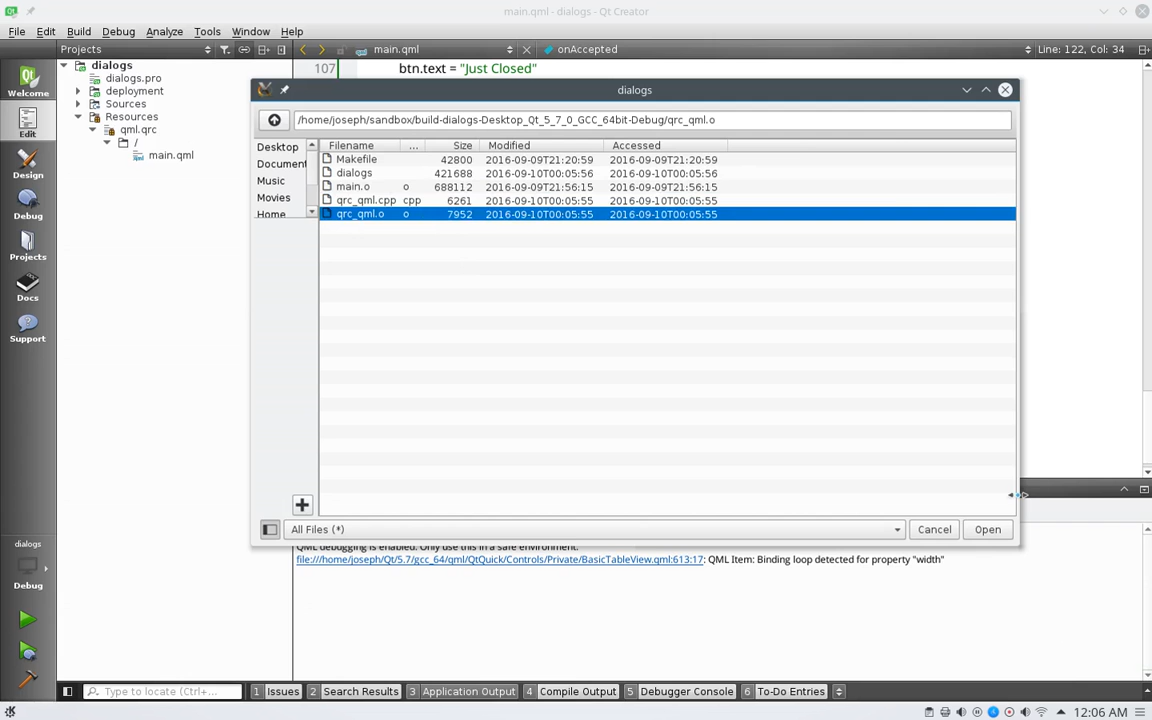 main.qml - dialogs - Qt Creator
File Edit Build Debug Analyze Tools Window Help
Projects
main.qml
onAccepted
Line: 122, Col: 34
Welcome
Edit
Design
Debug
Projects
Docs
Support
dialogs
Debug
dialogs
dialogs.pro
deployment
Sources
Resources
qml.qrc
/
main.qml
107 btn.text = "Just Closed"
dialogs
/home/joseph/sandbox/build-dialogs-Desktop_Qt_5_7_0_GCC_64bit-Debug/qrc_qml.o
Desktop
Document
Music
Movies
Home
Filename ... Size Modified Accessed
Makefile 42800 2016-09-09T21:20:59 2016-09-09T21:20:59
dialogs 421688 2016-09-10T00:05:56 2016-09-10T00:05:56
main.o o 688112 2016-09-09T21:56:15 2016-09-09T21:56:15
qrc_qml.cpp cpp 6261 2016-09-10T00:05:55 2016-09-10T00:05:55
qrc_qml.o o 7952 2016-09-10T00:05:55 2016-09-10T00:05:55
All Files (*)
Cancel Open
QML debugging is enabled. Only use this in a safe environment.
file:///home/joseph/Qt/5.7/gcc_64/qml/QtQuick/Controls/Private/BasicTableView.qml:613:17: QML Item: Binding loop detected for property "width"
Type to locate (Ctrl+...
1 Issues 2 Search Results 3 Application Output 4 Compile Output 5 Debugger Console 6 To-Do Entries
12:06 AM